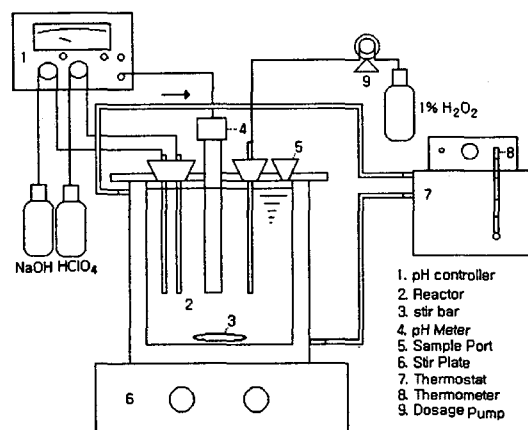 1
4
5
9
1% H₂O₂
8
7
NaOH HClO₄
2
3
6
1. pH controller
2. Reactor
3. stir bar
4. pH Meter
5. Sample Port
6. Stir Plate
7. Thermostat
8. Thermometer
9. Dosage Pump